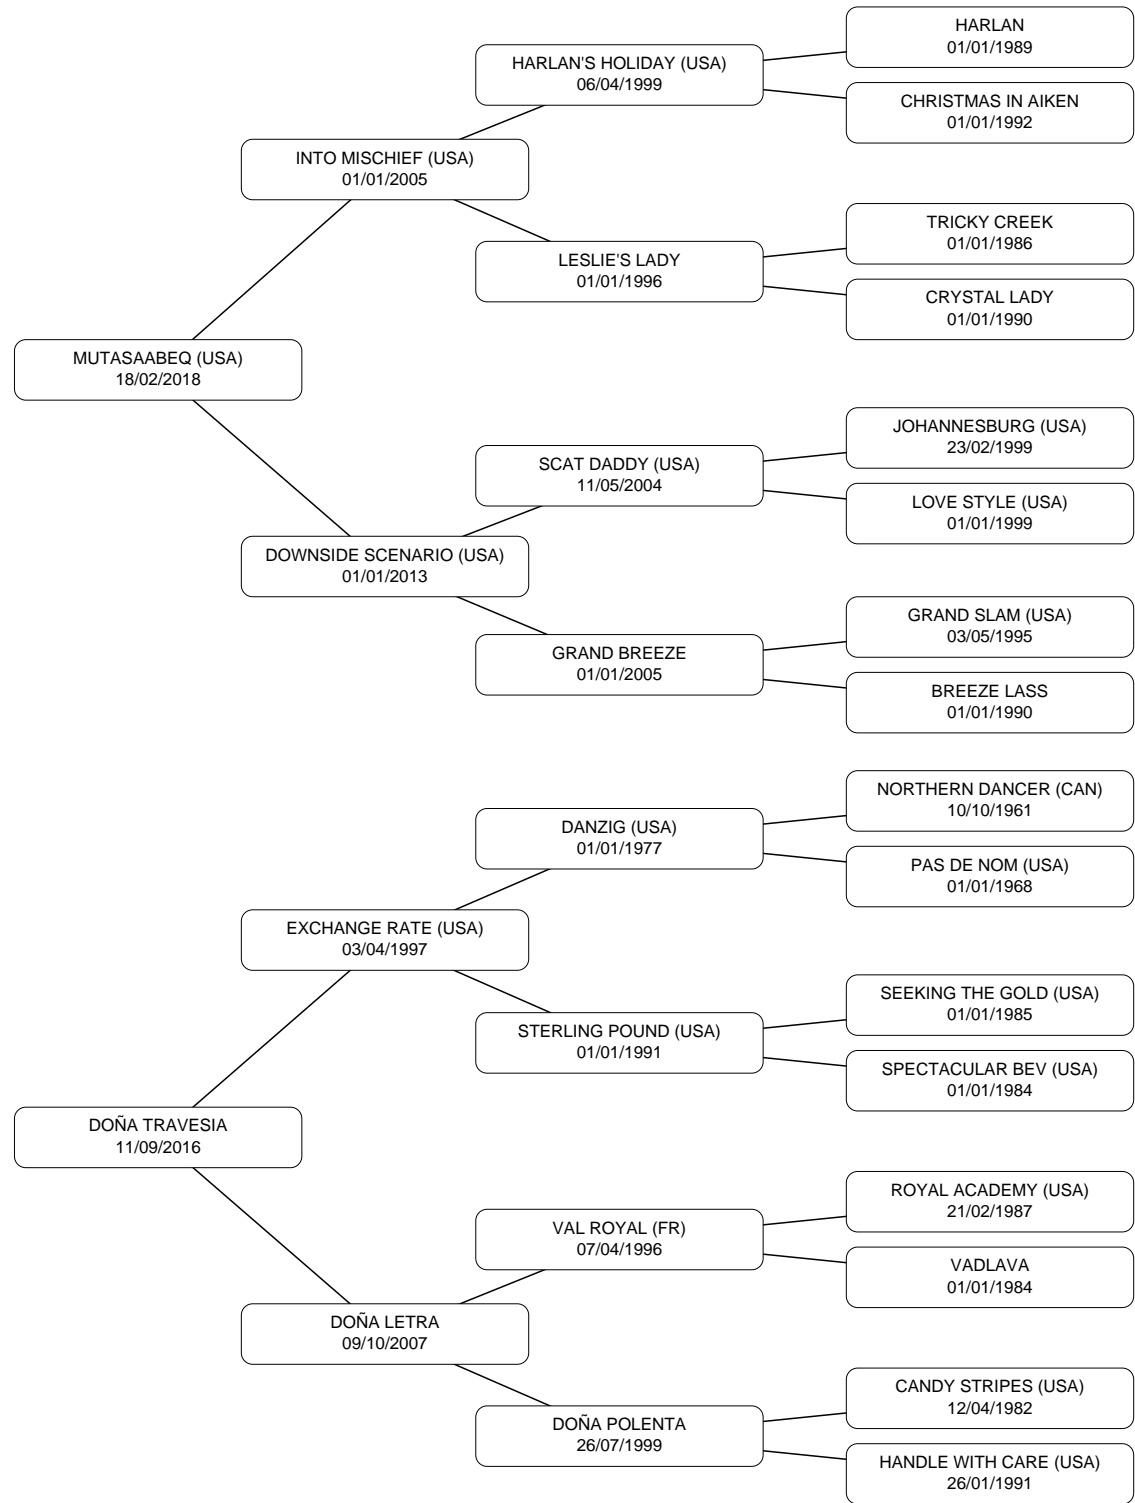 HARLAN
01/01/1989
HARLAN'S HOLIDAY (USA)
06/04/1999
CHRISTMAS IN AIKEN
01/01/1992
INTO MISCHIEF (USA)
01/01/2005
TRICKY CREEK
01/01/1986
LESLIE'S LADY
01/01/1996
CRYSTAL LADY
01/01/1990
MUTASAABEQ (USA)
18/02/2018
JOHANNESBURG (USA)
23/02/1999
SCAT DADDY (USA)
11/05/2004
LOVE STYLE (USA)
01/01/1999
DOWNSIDE SCENARIO (USA)
01/01/2013
GRAND SLAM (USA)
03/05/1995
GRAND BREEZE
01/01/2005
BREEZE LASS
01/01/1990
NORTHERN DANCER (CAN)
10/10/1961
DANZIG (USA)
01/01/1977
PAS DE NOM (USA)
01/01/1968
EXCHANGE RATE (USA)
03/04/1997
SEEKING THE GOLD (USA)
01/01/1985
STERLING POUND (USA)
01/01/1991
SPECTACULAR BEV (USA)
01/01/1984
DOÑA TRAVESIA
11/09/2016
ROYAL ACADEMY (USA)
21/02/1987
VAL ROYAL (FR)
07/04/1996
VADLAVA
01/01/1984
DOÑA LETRA
09/10/2007
CANDY STRIPES (USA)
12/04/1982
DOÑA POLENTA
26/07/1999
HANDLE WITH CARE (USA)
26/01/1991